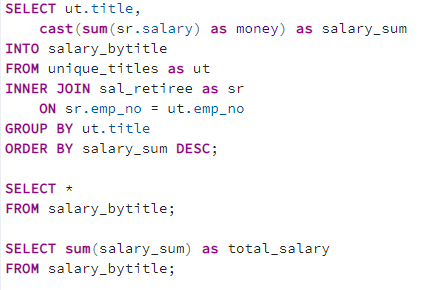 SELECT ut.title,
    cast(sum(sr.salary) as money) as salary_sum
INTO salary_bytitle
FROM unique_titles as ut
INNER JOIN sal_retiree as sr
    ON sr.emp_no = ut.emp_no
GROUP BY ut.title
ORDER BY salary_sum DESC;

SELECT *
FROM salary_bytitle;

SELECT sum(salary_sum) as total_salary
FROM salary_bytitle;